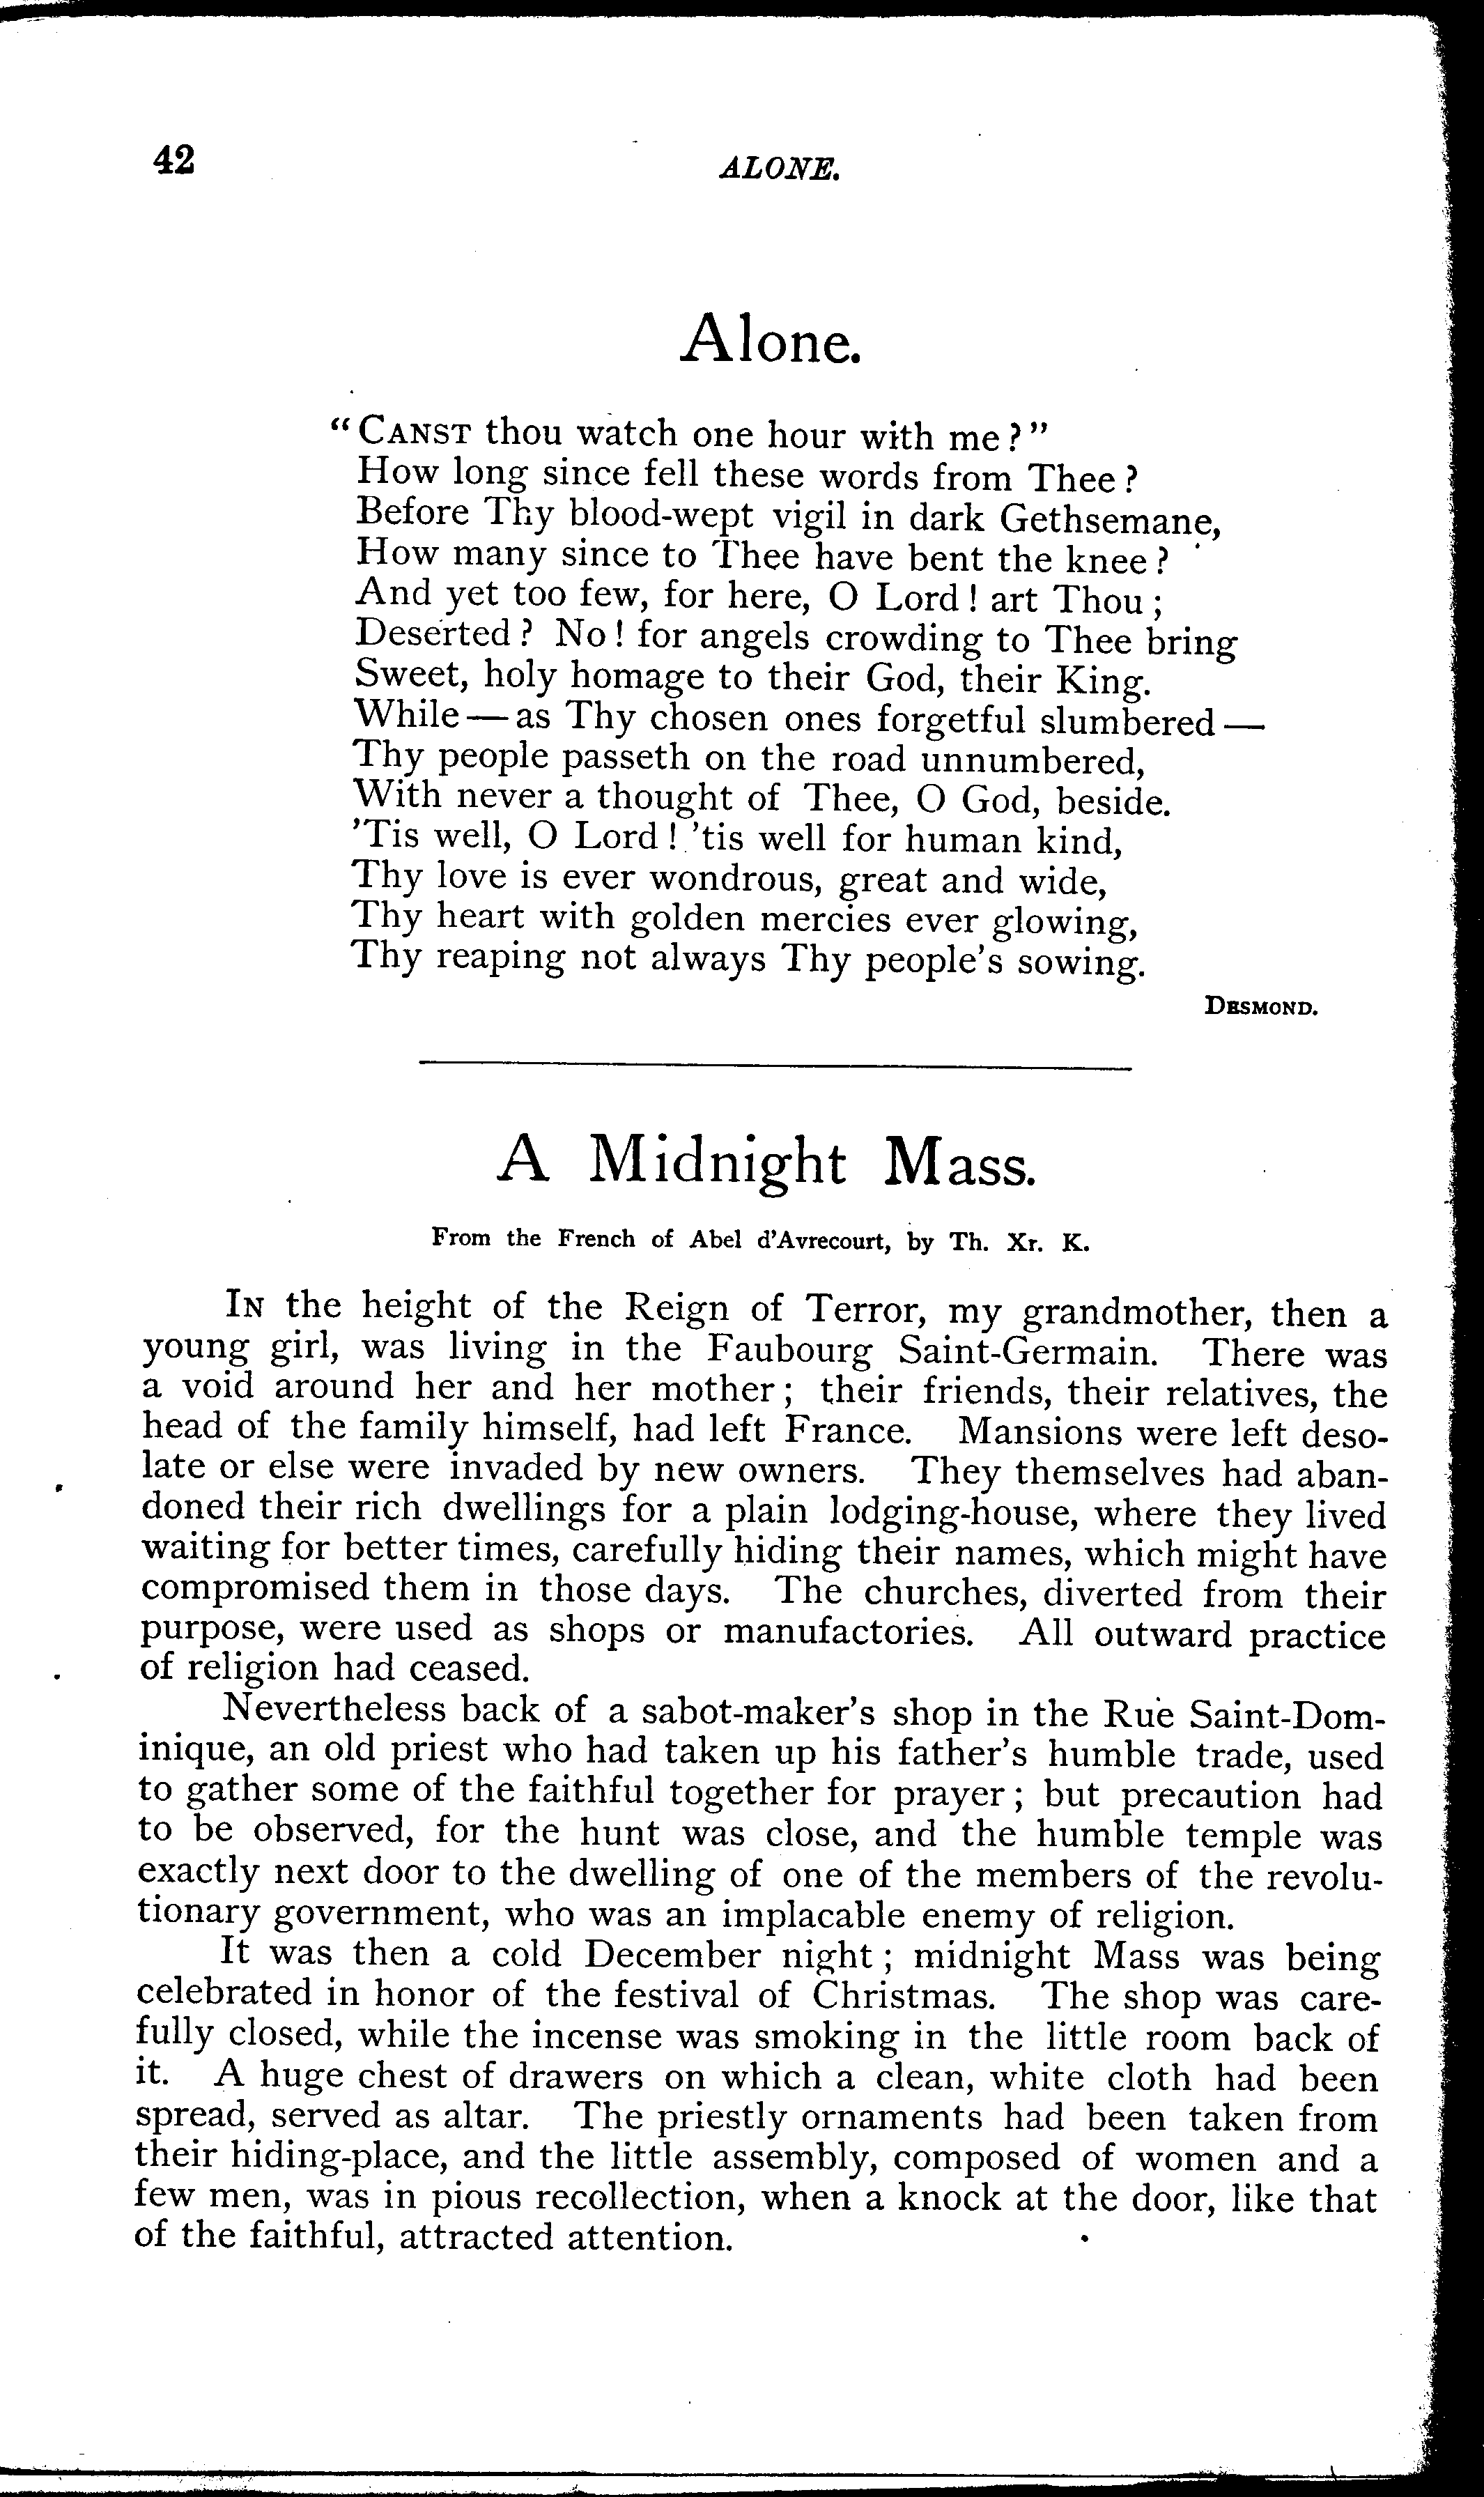 42
ALONE.
Alone.
“CANST thou watch one hour with me?”
How long since fell these words from Thee?
Before Thy blood-wept vigil in dark Gethsemane,
How many since to Thee have bent the knee?
And yet too few, for here, O Lord! art Thou;
Deserted? No! for angels crowding to Thee bring
Sweet, holy homage to their God, their King.
While — as Thy chosen ones forgetful slumbered —
Thy people passeth on the road unnumbered,
With never a thought of Thee, O God, beside.
’Tis well, O Lord! ’tis well for human kind,
Thy love is ever wondrous, great and wide,
Thy heart with golden mercies ever glowing,
Thy reaping not always Thy people’s sowing.
DESMOND.
A Midnight Mass.
From the French of Abel d’Avrecourt, by Th. Xr. K.
IN the height of the Reign of Terror, my grandmother, then a
young girl, was living in the Faubourg Saint-Germain. There was
a void around her and her mother; their friends, their relatives, the
head of the family himself, had left France. Mansions were left deso-
late or else were invaded by new owners. They themselves had aban-
doned their rich dwellings for a plain lodging-house, where they lived
waiting for better times, carefully hiding their names, which might have
compromised them in those days. The churches, diverted from their
purpose, were used as shops or manufactories. All outward practice
of religion had ceased.
Nevertheless back of a sabot-maker’s shop in the Rue Saint-Dom-
inique, an old priest who had taken up his father’s humble trade, used
to gather some of the faithful together for prayer; but precaution had
to be observed, for the hunt was close, and the humble temple was
exactly next door to the dwelling of one of the members of the revolu-
tionary government, who was an implacable enemy of religion.
It was then a cold December night; midnight Mass was being
celebrated in honor of the festival of Christmas. The shop was care-
fully closed, while the incense was smoking in the little room back of
it. A huge chest of drawers on which a clean, white cloth had been
spread, served as altar. The priestly ornaments had been taken from
their hiding-place, and the little assembly, composed of women and a
few men, was in pious recollection, when a knock at the door, like that
of the faithful, attracted attention.